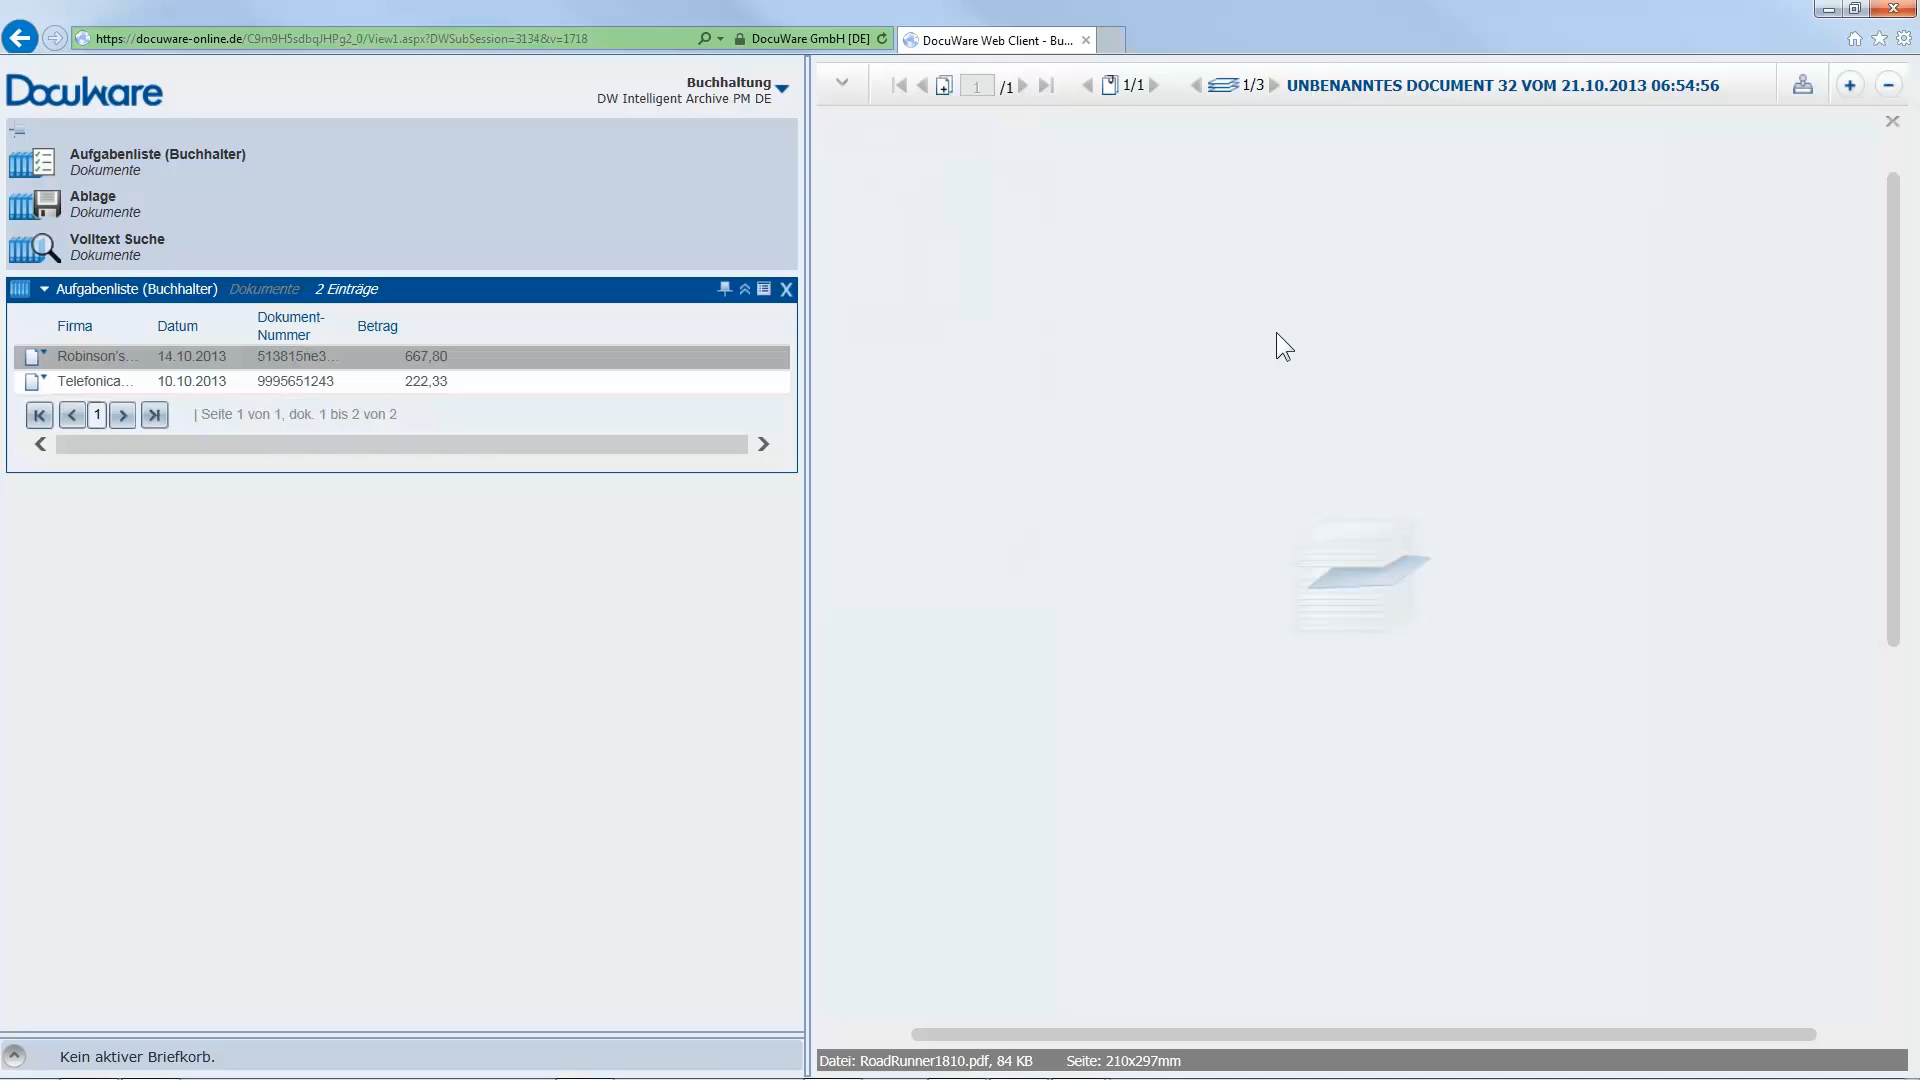 https://docuware-online.de/C9m9H5sdbqJHPg2_0/View1.aspx?DWSubSession=3134&v=1718
DocuWare GmbH [DE]
DocuWare Web Client - Bu...
DocuWare
Buchhaltung
DW Intelligent Archive PM DE
1 /1
1/1
1/3
UNBENANNTES DOCUMENT 32 VOM 21.10.2013 06:54:56
Aufgabenliste (Buchhalter)
Dokumente
Ablage
Dokumente
Volltext Suche
Dokumente
Aufgabenliste (Buchhalter) Dokumente 2 Einträge
Firma Datum Dokument-Nummer Betrag
Robinson's... 14.10.2013 513815ne3... 667,80
Telefonica... 10.10.2013 9995651243 222,33
1 | Seite 1 von 1, dok. 1 bis 2 von 2
Kein aktiver Briefkorb.
Datei: RoadRunner1810.pdf, 84 KB Seite: 210x297mm